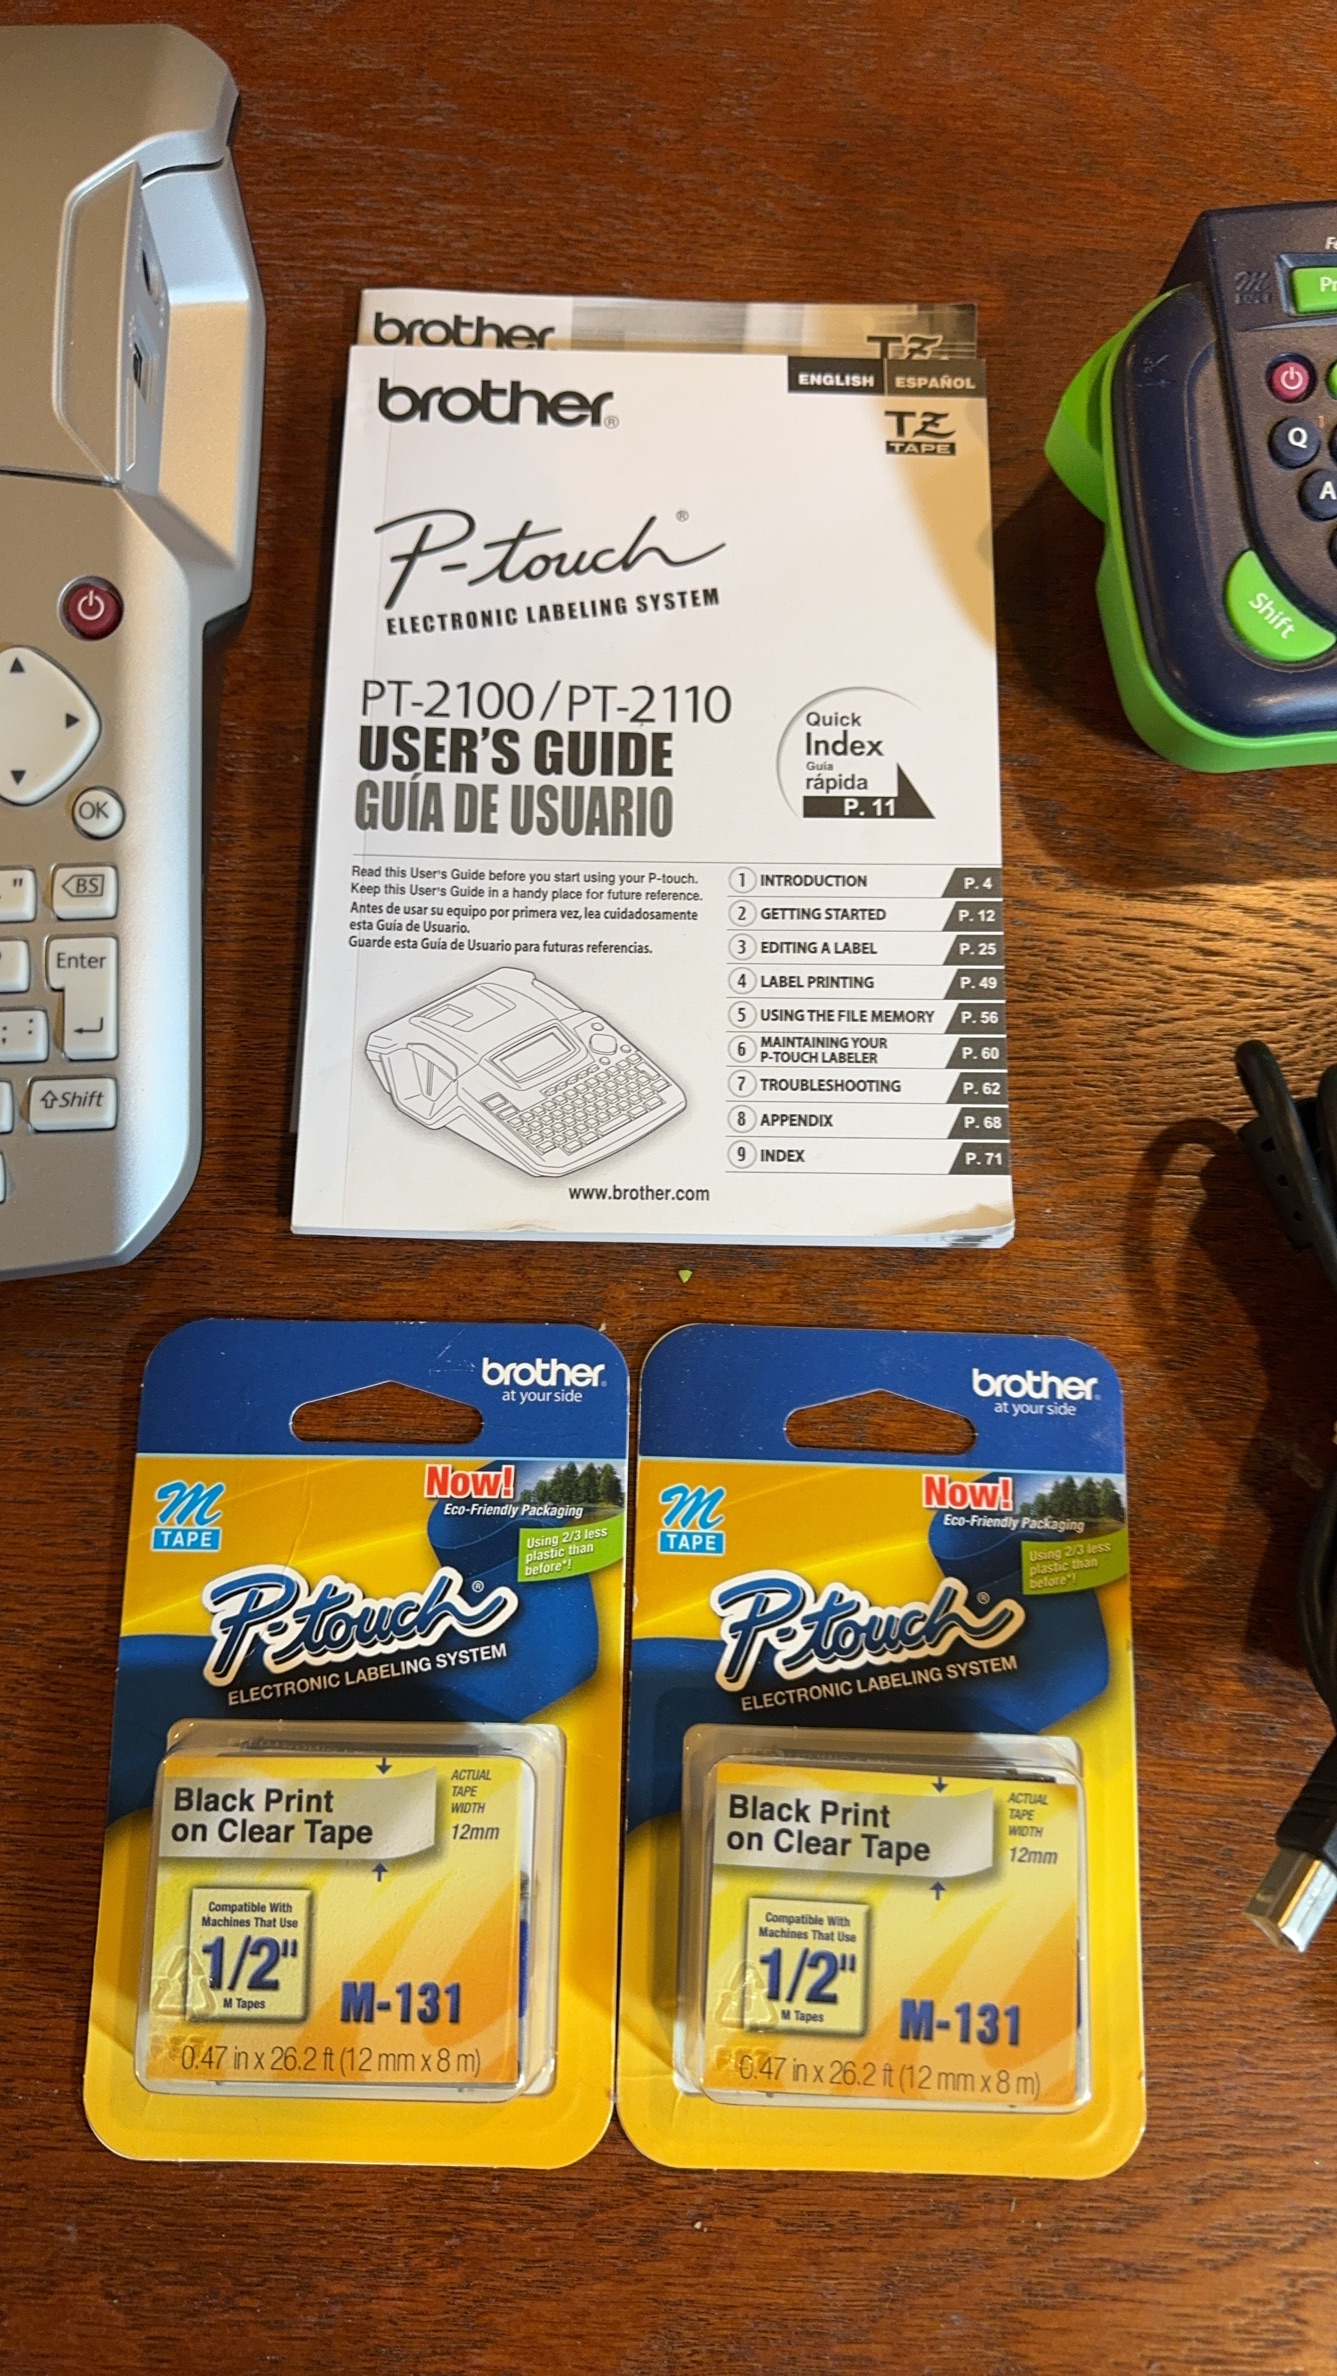 brother
TZ
brother®
ENGLISH ESPAÑOL
TZ
TAPE
P-touch®
ELECTRONIC LABELING SYSTEM
PT-2100/PT-2110
USER'S GUIDE
GUÍA DE USUARIO
Quick
Index
Guía
rápida
P. 11
Read this User's Guide before you start using your P-touch.
Keep this User's Guide in a handy place for future reference.
Antes de usar su equipo por primera vez, lea cuidadosamente
esta Guía de Usuario.
Guarde esta Guía de Usuario para futuras referencias.
1 INTRODUCTION P. 4
2 GETTING STARTED P. 12
3 EDITING A LABEL P. 25
4 LABEL PRINTING P. 49
5 USING THE FILE MEMORY P. 56
6 MAINTAINING YOUR
P-TOUCH LABELER P. 60
7 TROUBLESHOOTING P. 62
8 APPENDIX P. 68
9 INDEX P. 71
www.brother.com
OK
"
BS
Enter
; :
Shift
M
Q
A
Shift
brother
at your side
M
TAPE
Now!
Eco-Friendly Packaging
Using 2/3 less
plastic than
before*!
P-touch®
ELECTRONIC LABELING SYSTEM
Black Print
on Clear Tape
ACTUAL
TAPE
WIDTH
12mm
Compatible With
Machines That Use
1/2"
M Tapes
M-131
0.47 in x 26.2 ft (12 mm x 8 m)
brother
at your side
M
TAPE
Now!
Eco-Friendly Packaging
Using 2/3 less
plastic than
before*!
P-touch®
ELECTRONIC LABELING SYSTEM
Black Print
on Clear Tape
ACTUAL
TAPE
WIDTH
12mm
Compatible With
Machines That Use
1/2"
M Tapes
M-131
0.47 in x 26.2 ft (12 mm x 8 m)